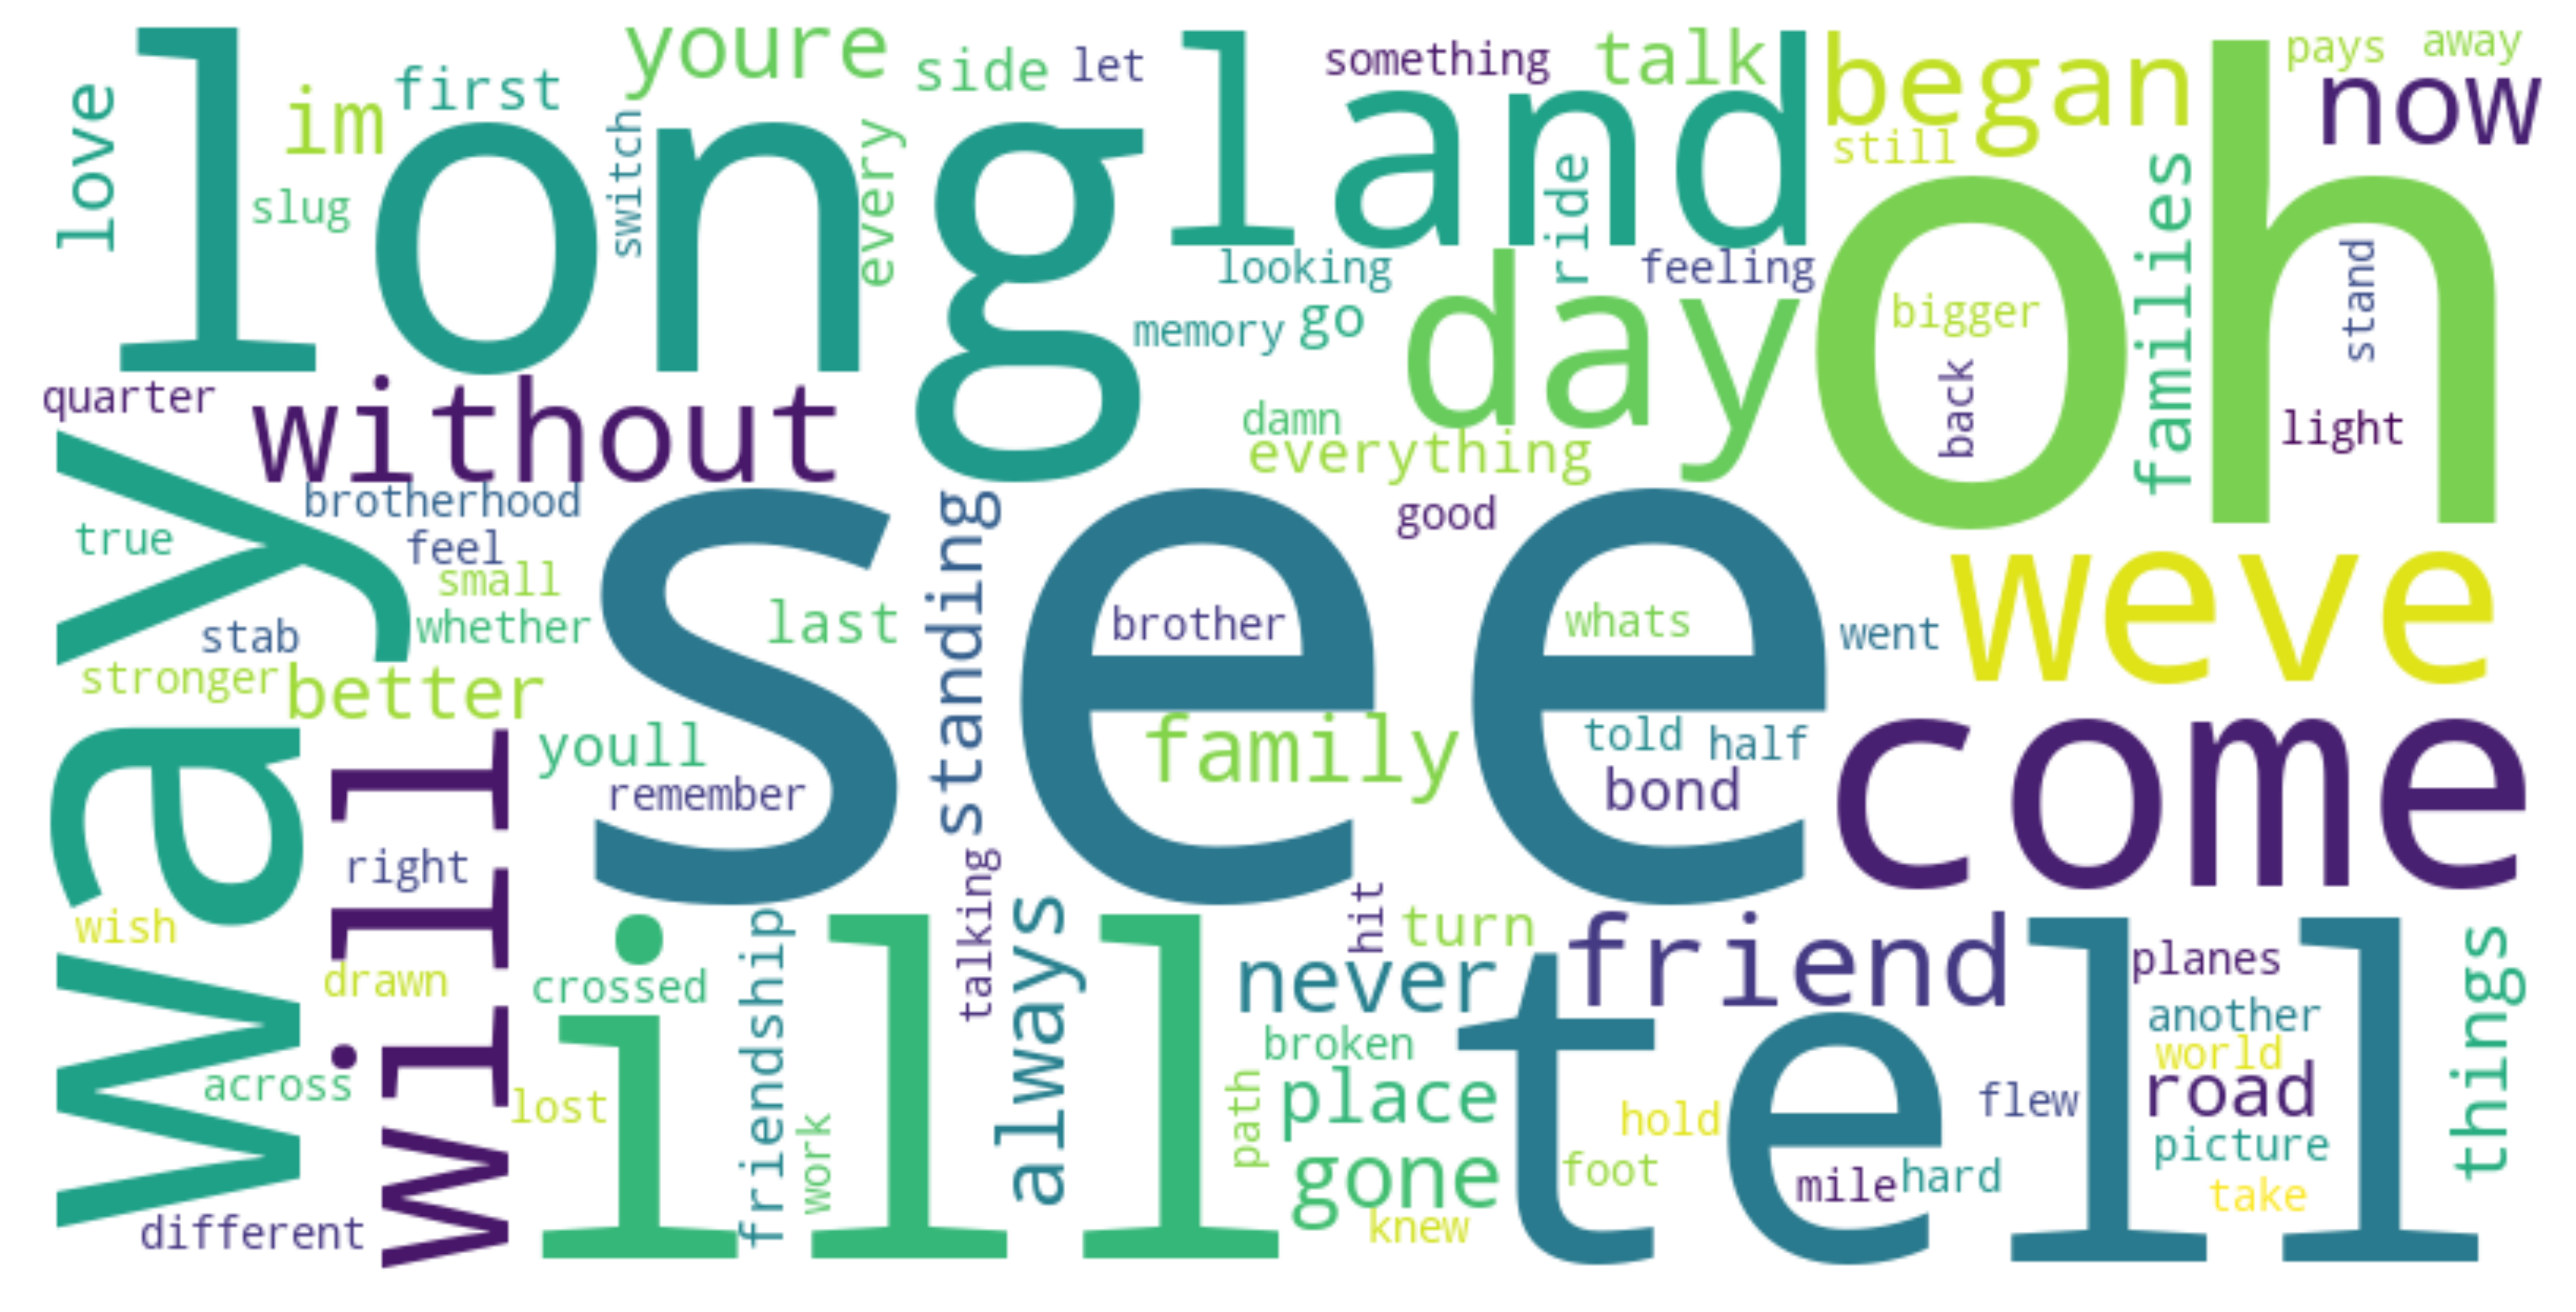 long
land
oh
youre
side
let
something
talk
began
pays
away
now
love
im
first
switch
every
slug
still
ride
families
looking
feeling
memory
go
day
bigger
back
stand
light
quarter
without
damn
everything
good
way
brotherhood
true
feel
small
whether
stab
stronger
better
see
last
standing
brother
whats
went
weve
youll
remember
family
told
half
bond
come
will
right
wish
drawn
crossed
ill
friendship
talking
always
hit
turn
never
friend
tell
planes
another
world
road
picture
take
things
broken
place
path
gone
knew
hold
foot
flew
mile
hard
across
lost
work
different